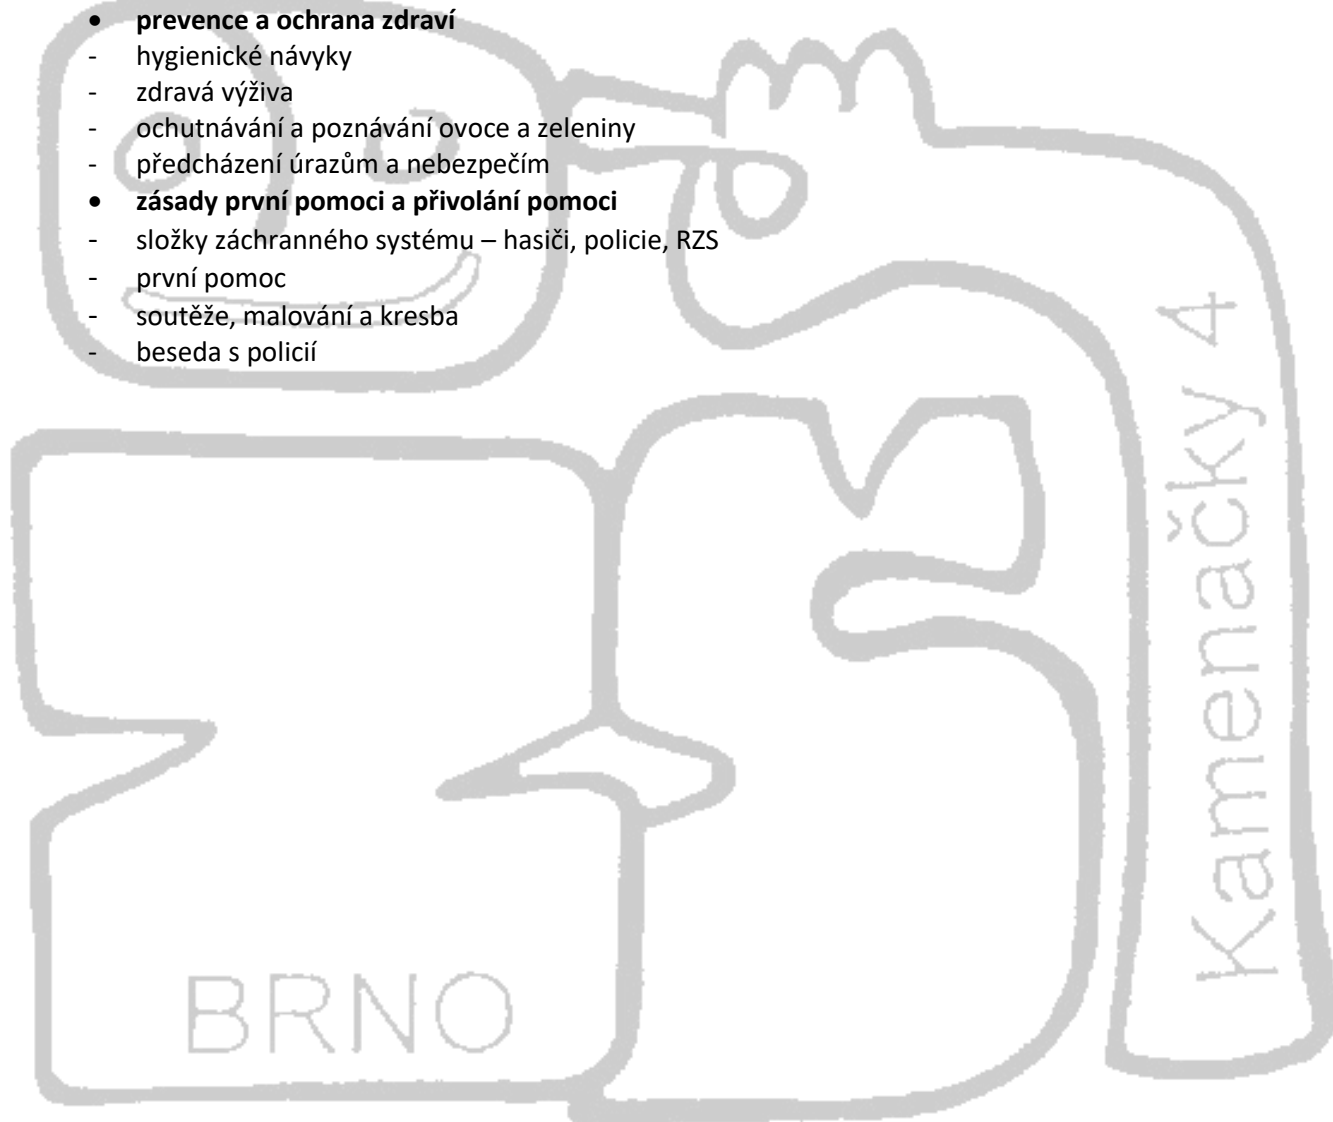 • prevence a ochrana zdraví
- hygienické návyky
- zdravá výživa
- ochutnávání a poznávání ovoce a zeleniny
- předcházení úrazům a nebezpečím
• zásady první pomoci a přivolání pomoci
- složky záchranného systému – hasiči, policie, RZS
- první pomoc
- soutěže, malování a kresba
- beseda s policií
Kamenačky 4
BRNO